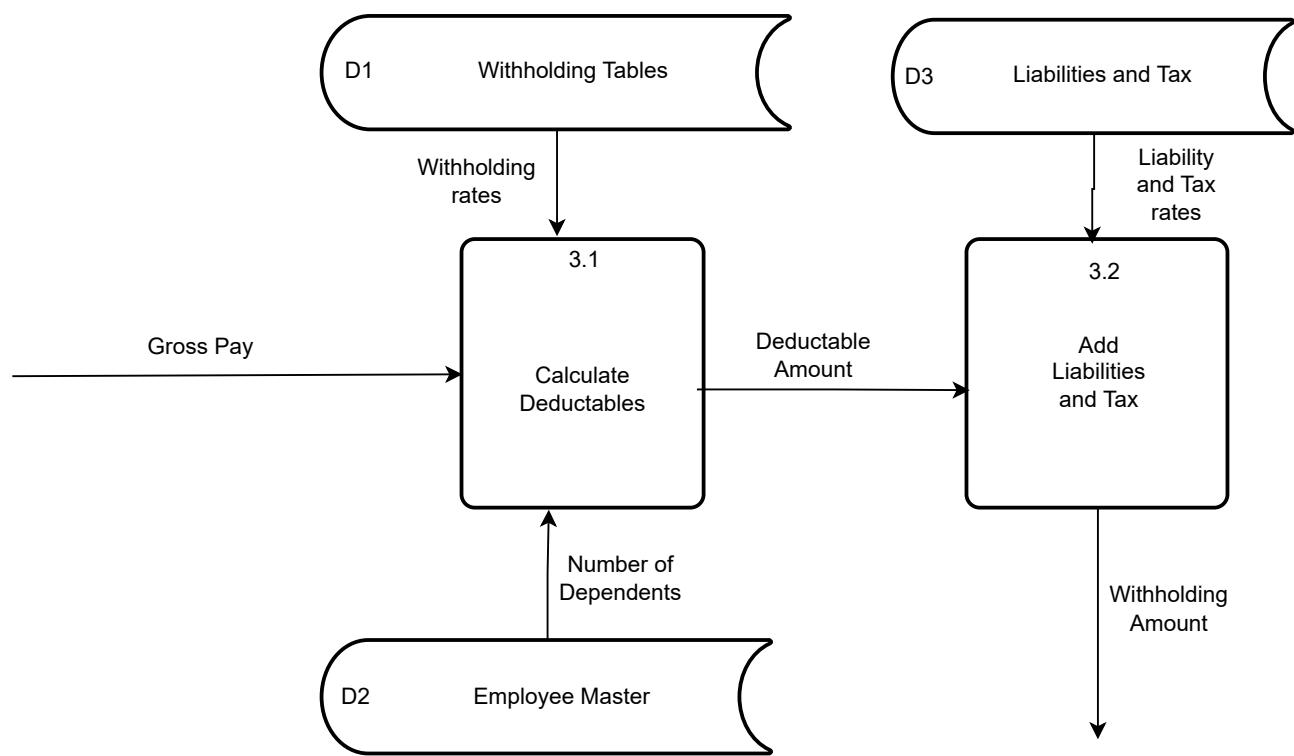 D1 Withholding Tables
D3 Liabilities and Tax
Withholding
rates
Liability
and Tax
rates
3.1
3.2
Gross Pay
Calculate
Deductables
Deductable
Amount
Add
Liabilities
and Tax
Number of
Dependents
Withholding
Amount
D2 Employee Master